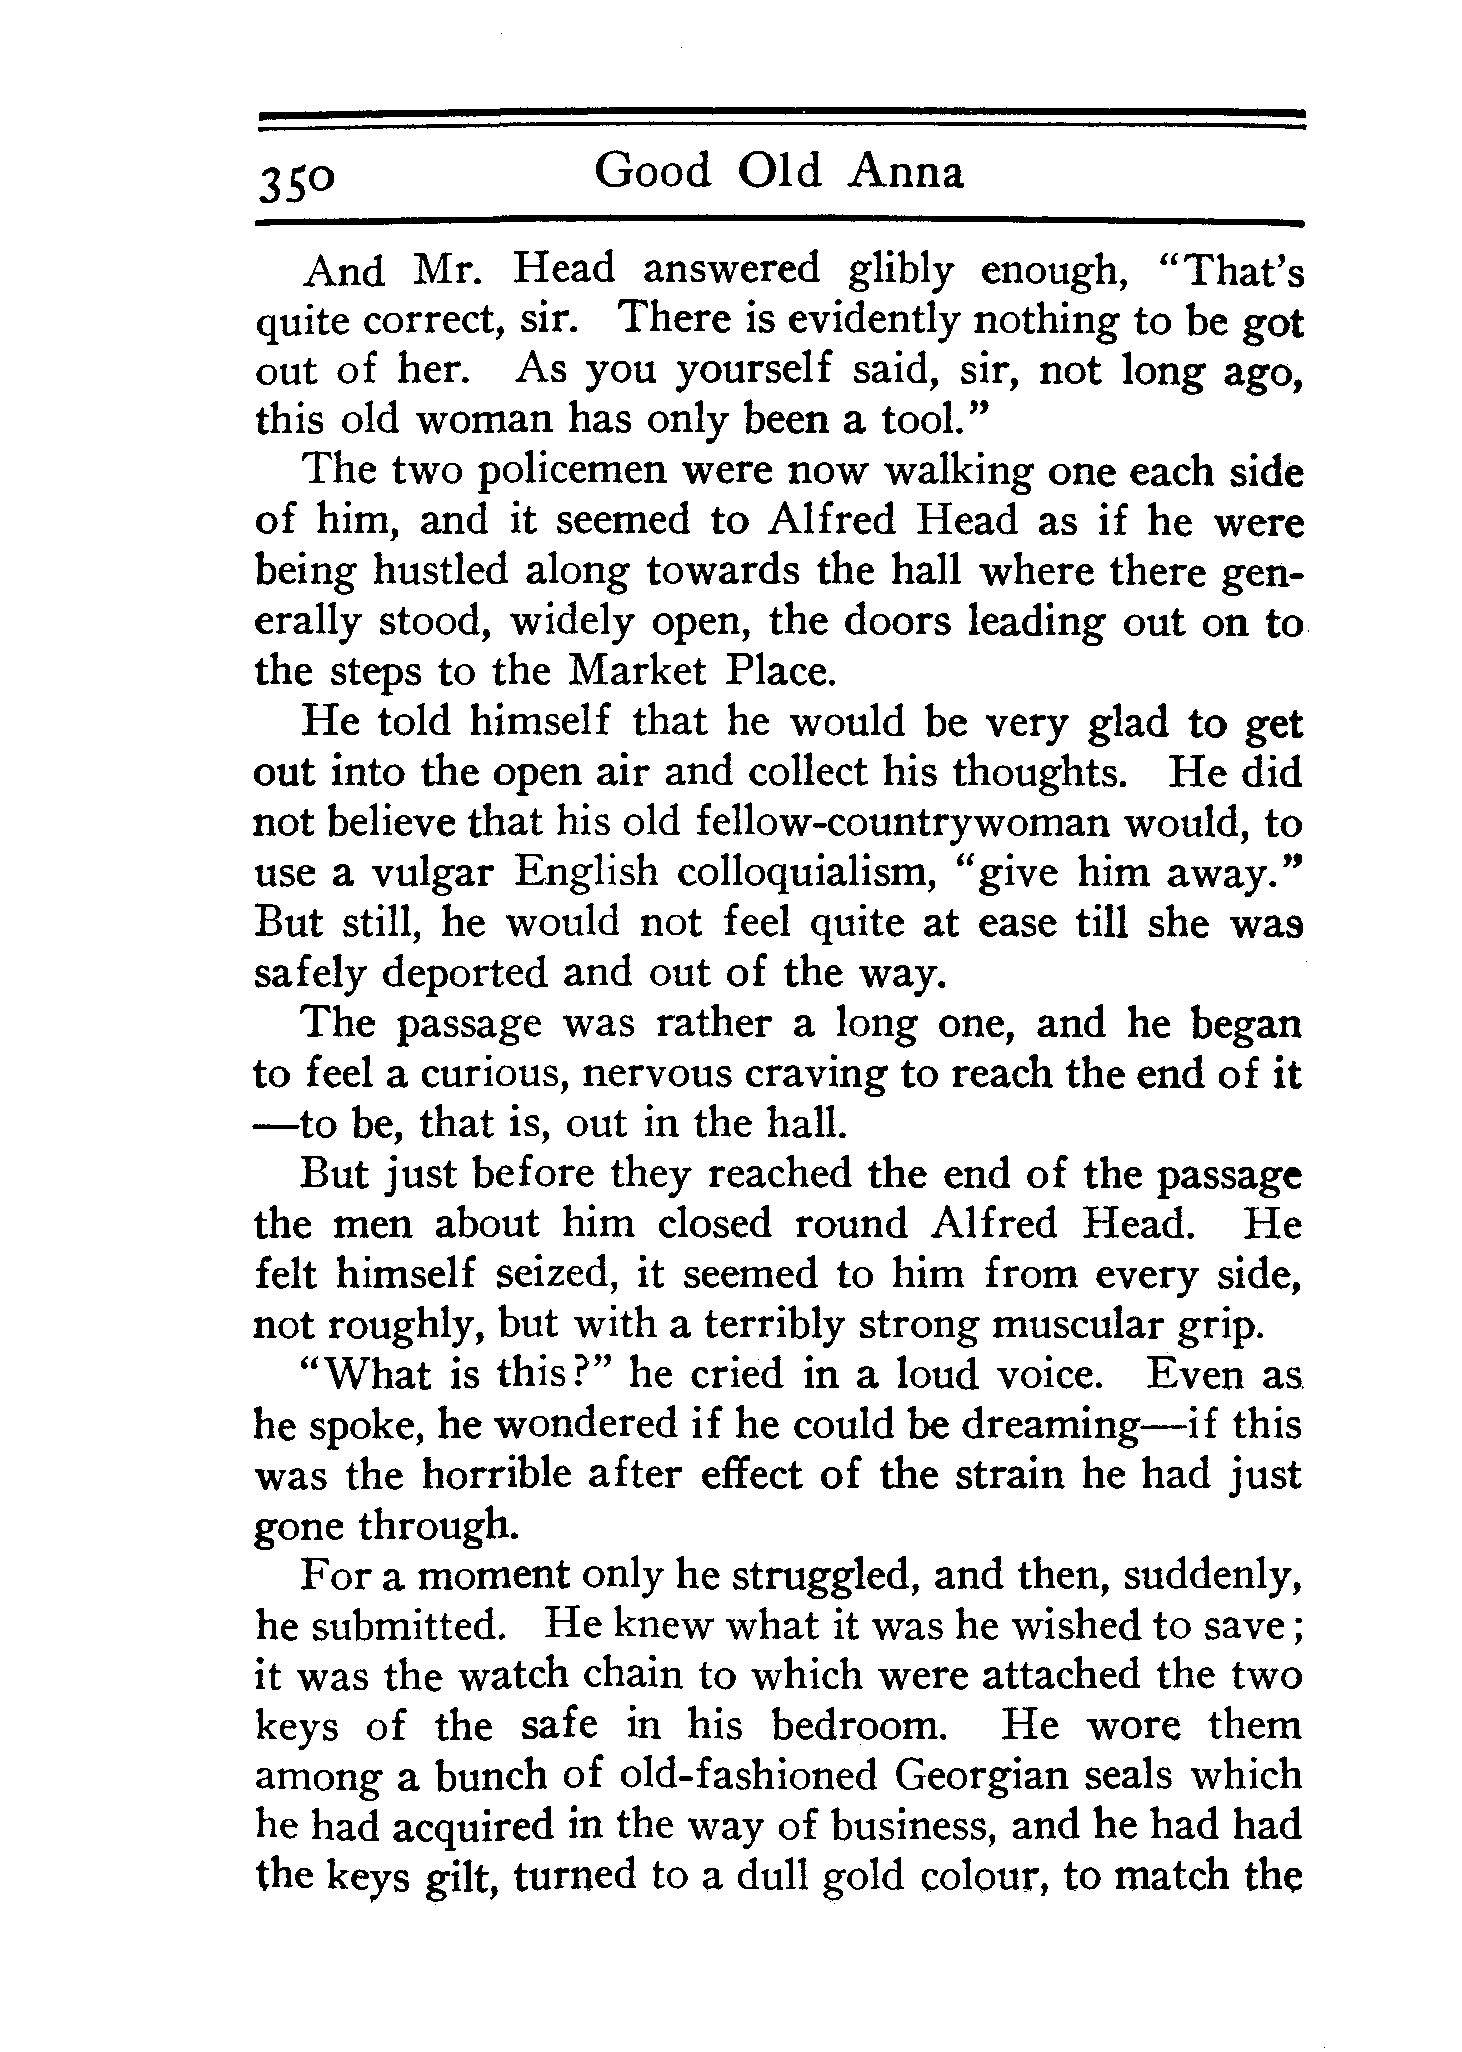 350 Good Old Anna
And Mr. Head answered glibly enough, “That’s
quite correct, sir. There is evidently nothing to be got
out of her. As you yourself said, sir, not long ago,
this old woman has only been a tool.”
The two policemen were now walking one each side
of him, and it seemed to Alfred Head as if he were
being hustled along towards the hall where there gen-
erally stood, widely open, the doors leading out on to
the steps to the Market Place.
He told himself that he would be very glad to get
out into the open air and collect his thoughts. He did
not believe that his old fellow-countrywoman would, to
use a vulgar English colloquialism, “give him away.”
But still, he would not feel quite at ease till she was
safely deported and out of the way.
The passage was rather a long one, and he began
to feel a curious, nervous craving to reach the end of it
—to be, that is, out in the hall.
But just before they reached the end of the passage
the men about him closed round Alfred Head. He
felt himself seized, it seemed to him from every side,
not roughly, but with a terribly strong muscular grip.
“What is this?” he cried in a loud voice. Even as
he spoke, he wondered if he could be dreaming—if this
was the horrible after effect of the strain he had just
gone through.
For a moment only he struggled, and then, suddenly,
he submitted. He knew what it was he wished to save;
it was the watch chain to which were attached the two
keys of the safe in his bedroom. He wore them
among a bunch of old-fashioned Georgian seals which
he had acquired in the way of business, and he had had
the keys gilt, turned to a dull gold colour, to match the